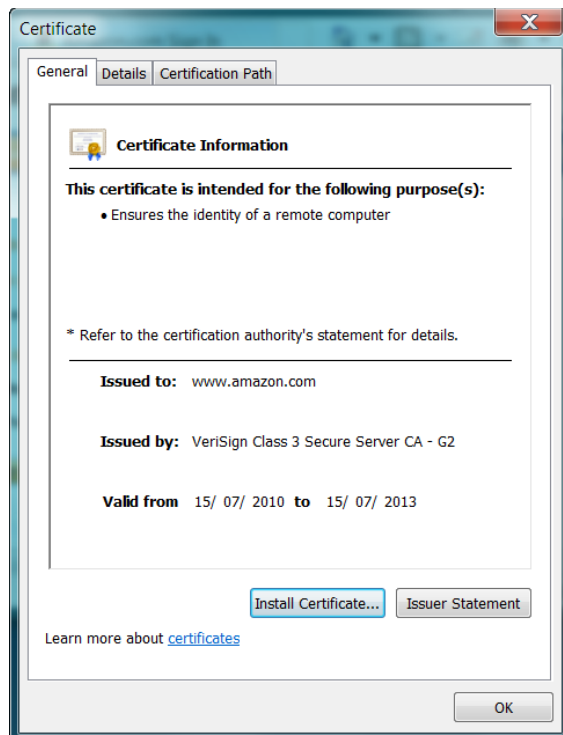 Certificate
General Details Certification Path
Certificate Information
This certificate is intended for the following purpose(s):
• Ensures the identity of a remote computer
* Refer to the certification authority's statement for details.
Issued to: www.amazon.com
Issued by: VeriSign Class 3 Secure Server CA - G2
Valid from 15/ 07/ 2010 to 15/ 07/ 2013
Install Certificate... Issuer Statement
Learn more about certificates
OK